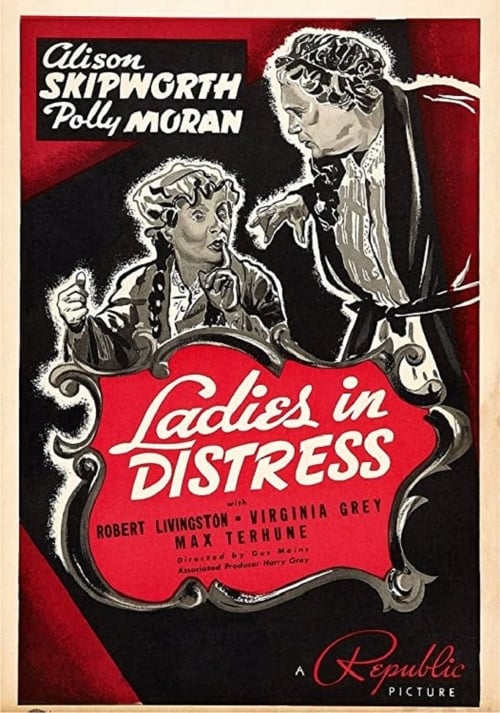 Alison
SKIPWORTH
Polly MORAN
Ladies in
DISTRESS
with
ROBERT LIVINGSTON • VIRGINIA GREY
MAX TERHUNE
Directed by Gus Meins
Associated Producer Harry Grey
A Republic
PICTURE